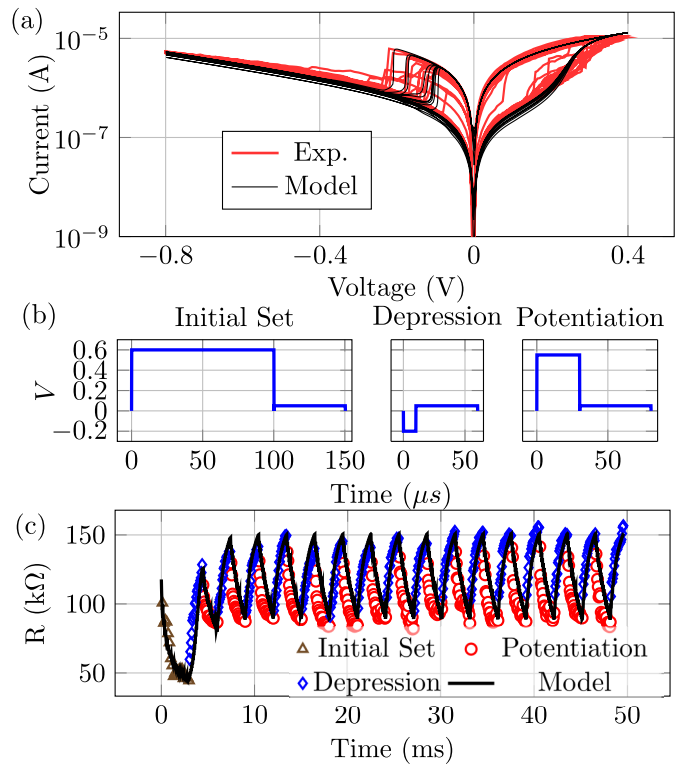 (a)
Current (A)
10⁻⁵
10⁻⁷
10⁻⁹
Exp.
Model
−0.8 −0.4 0 0.4
Voltage (V)
(b)
Initial Set Depression Potentiation
V
0.6
0.4
0.2
0
−0.2
0 50 100 150 0 50 0 50
Time (μs)
(c)
R (kΩ)
150
100
50
Initial Set Potentiation
Depression Model
0 10 20 30 40 50
Time (ms)